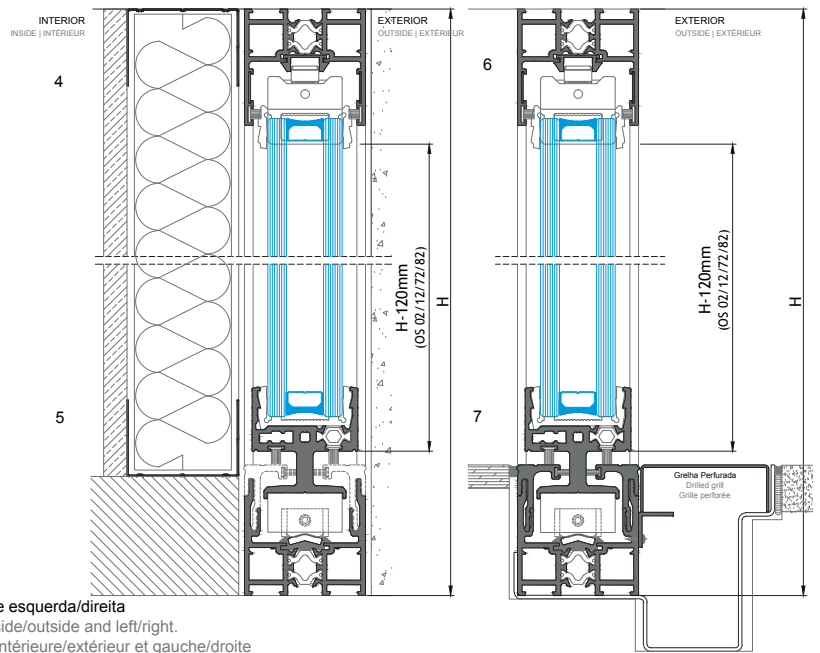 INTERIOR
INSIDE | INTÉRIEUR
EXTERIOR
OUTSIDE | EXTÉRIEUR
EXTERIOR
OUTSIDE | EXTÉRIEUR
4
6
H-120mm
(OS 02/12/72/82)
H
H-120mm
(OS 02/12/72/82)
H
5
7
Grelha Perfurada
Drilled grill
Grille perforée
e esquerda/direita
side/outside and left/right.
ntérieure/extérieur et gauche/droite